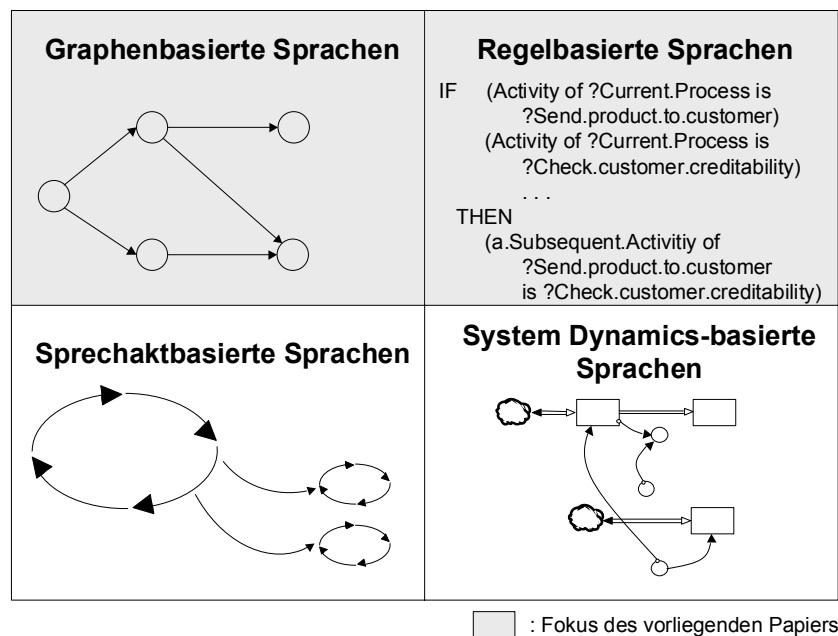 Graphenbasierte Sprachen
Regelbasierte Sprachen
IF (Activity of ?Current.Process is
?Send.product.to.customer)
(Activity of ?Current.Process is
?Check.customer.creditability)
. . .
THEN
(a.Subsequent.Activitiy of
?Send.product.to.customer
is ?Check.customer.creditability)
Sprechaktbasierte Sprachen
System Dynamics-basierte
Sprachen
: Fokus des vorliegenden Papiers